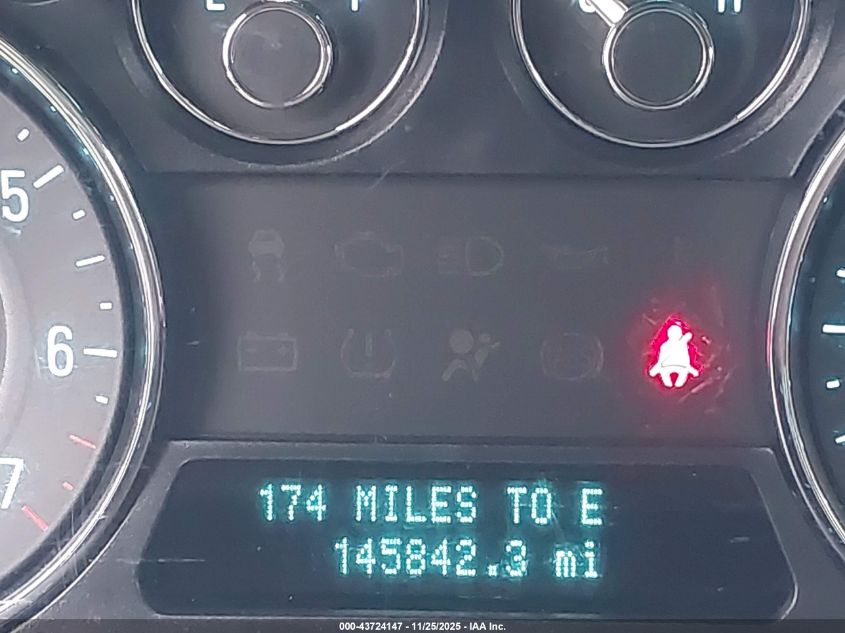 E F
C H
5
6
7
174 MILES TO E
145842.3 mi
000-43724147 - 11/25/2025 - IAA Inc.